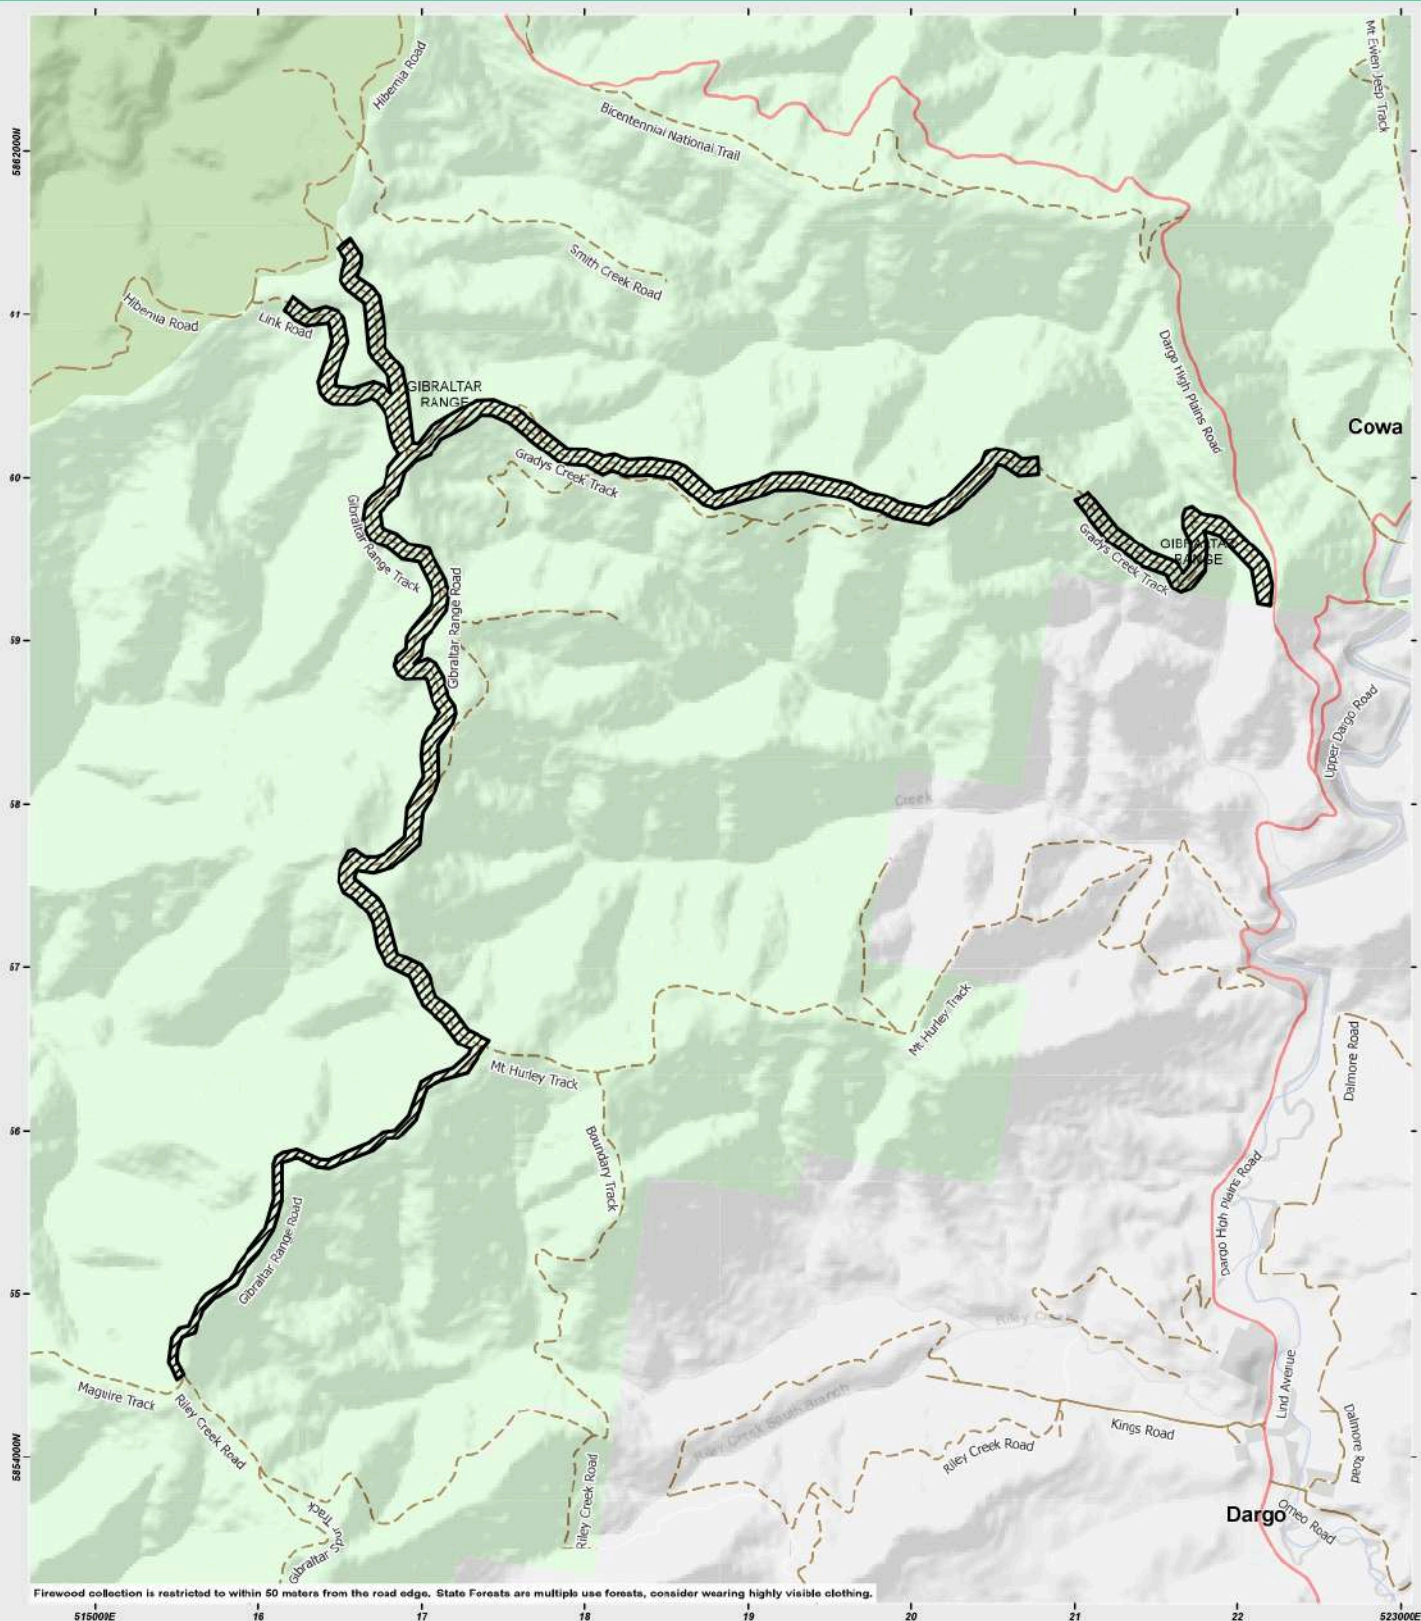 Hibernia Road
Mt Ewen Jeep Track
Bicentennial National Trail
5862000N
Smith Creek Road
Hibernia Road
Link Road
61
Dargo High Plains Road
GIBRALTAR
RANGE
Cowa
Gradys Creek Track
60
Gibraltar Range Track
Gradys Creek Track
GIBRALTAR
RANGE
Gibraltar Range Road
59
Upper Dargo Road
58
Creek
57
Mt Hurley Track
Mt Hurley Track
Dalmore Road
56
Boundary Track
Dargo High Plains Road
Gibraltar Range Road
55
Riley Creek
Lind Avenue
Maguire Track
Riley Creek Road
Riley Creek South Branch
Kings Road
Dalmore Road
5854000N
Riley Creek Road
Riley Creek Road
Gibraltar Spur Track
Dargo
Omeo Road
Firewood collection is restricted to within 50 meters from the road edge. State Forests are multiple use forests, consider wearing highly visible clothing.
515000E 16 17 18 19 20 21 22 523000E